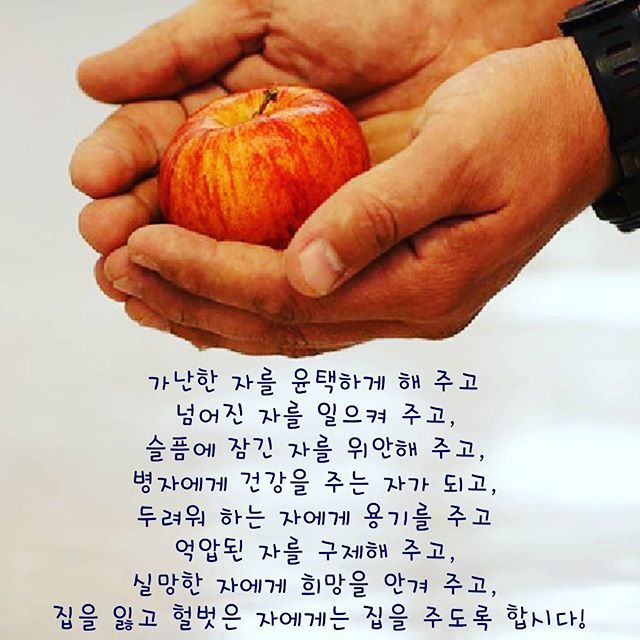 가난한 자를 윤택하게 해 주고
넘어진 자를 일으켜 주고,
슬픔에 잠긴 자를 위안해 주고,
병자에게 건강을 주는 자가 되고,
두려워 하는 자에게 용기를 주고
억압된 자를 구제해 주고,
실망한 자에게 희망을 안겨 주고,
집을 잃고 헐벗은 자에게는 집을 주도록 합시다!